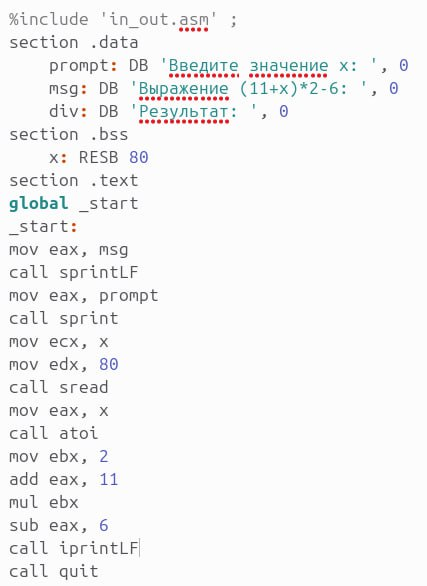 %include 'in_out.asm' ;
section .data
    prompt: DB 'Введите значение x: ', 0
    msg: DB 'Выражение (11+x)*2-6: ', 0
    div: DB 'Результат: ', 0
section .bss
    x: RESB 80
section .text
global _start
_start:
mov eax, msg
call sprintLF
mov eax, prompt
call sprint
mov ecx, x
mov edx, 80
call sread
mov eax, x
call atoi
mov ebx, 2
add eax, 11
mul ebx
sub eax, 6
call iprintLF
call quit